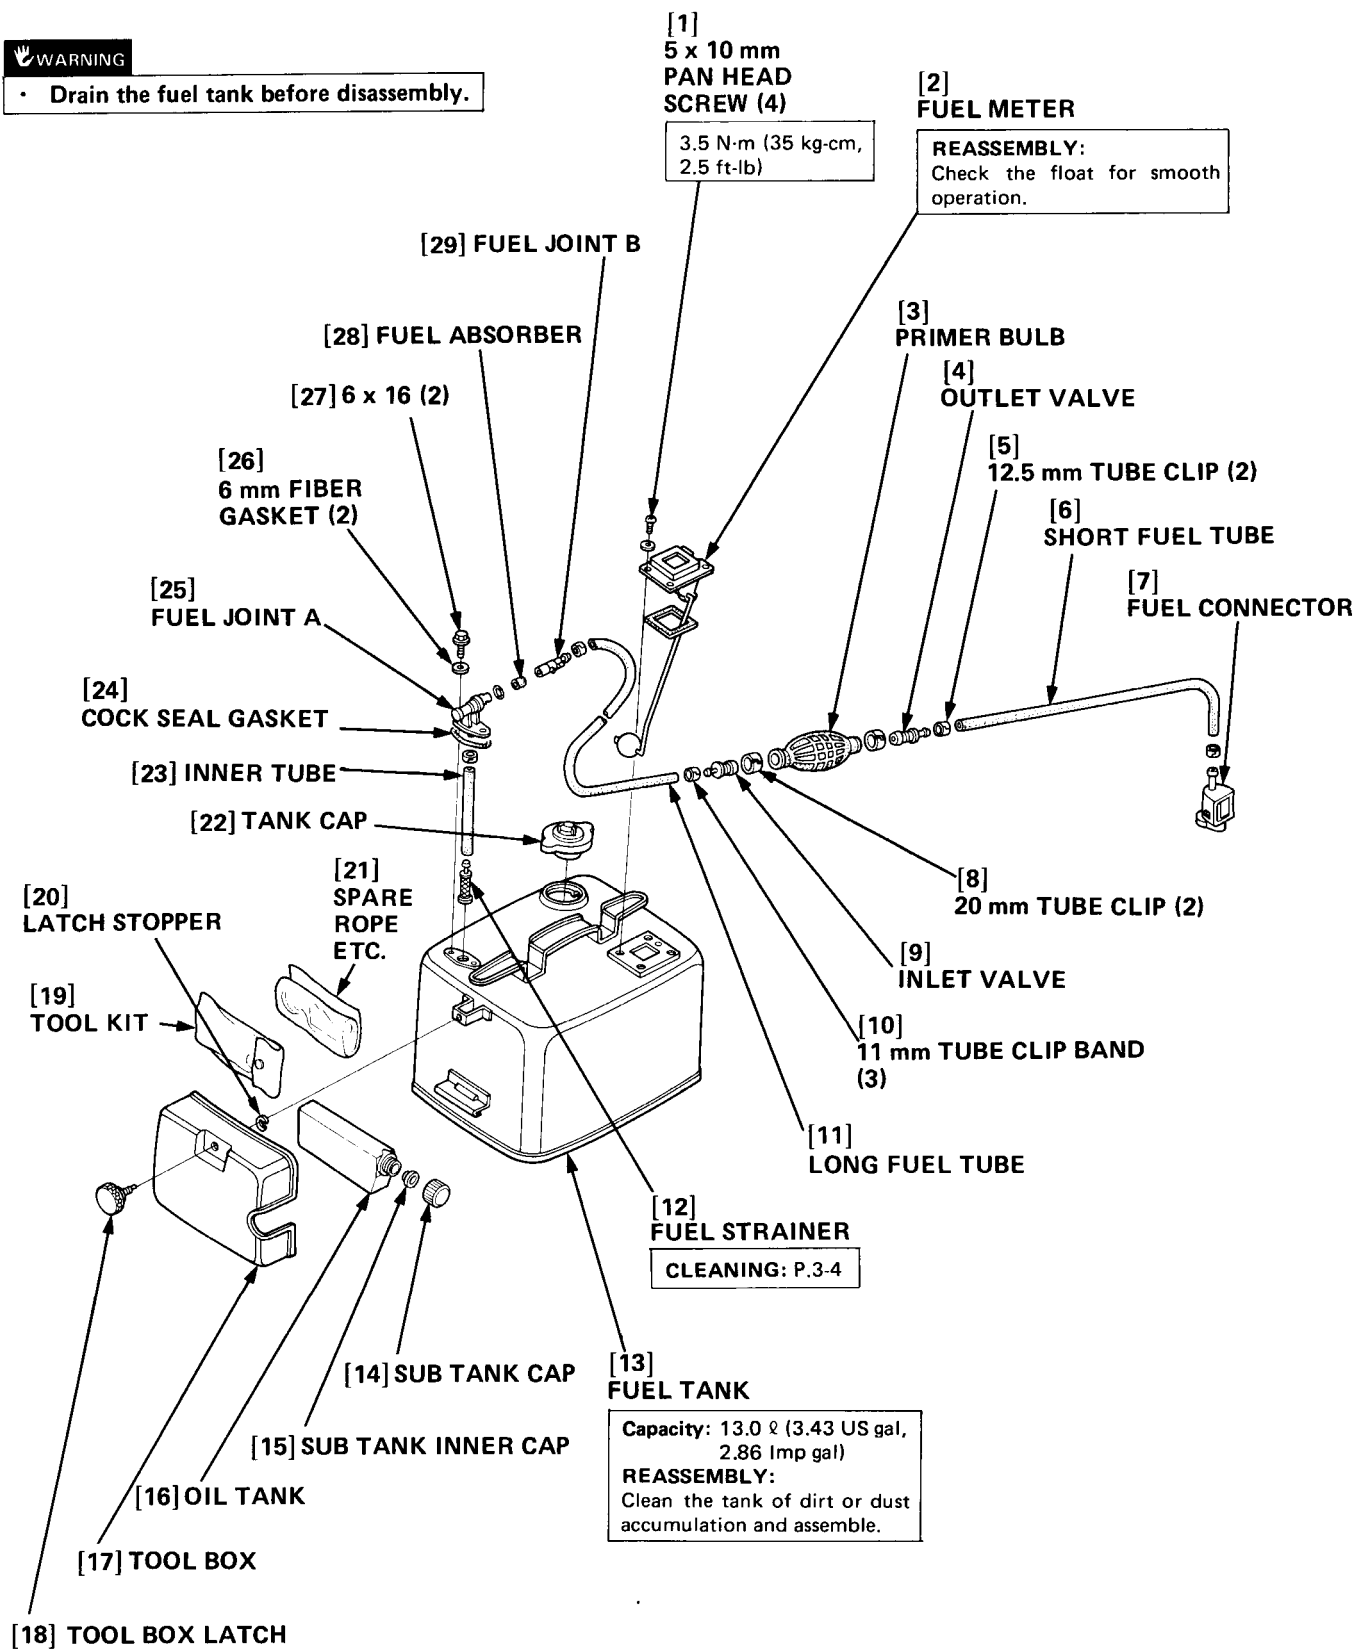 WARNING
· Drain the fuel tank before disassembly.
[1]
5 x 10 mm
PAN HEAD
SCREW (4)
3.5 N·m (35 kg-cm,
2.5 ft-lb)
[2]
FUEL METER
REASSEMBLY:
Check the float for smooth
operation.
[29] FUEL JOINT B
[28] FUEL ABSORBER
[27] 6 x 16 (2)
[26]
6 mm FIBER
GASKET (2)
[25]
FUEL JOINT A
[24]
COCK SEAL GASKET
[23] INNER TUBE
[22] TANK CAP
[3]
PRIMER BULB
[4]
OUTLET VALVE
[5]
12.5 mm TUBE CLIP (2)
[6]
SHORT FUEL TUBE
[7]
FUEL CONNECTOR
[21]
SPARE
ROPE
ETC.
[20]
LATCH STOPPER
[19]
TOOL KIT
[8]
20 mm TUBE CLIP (2)
[9]
INLET VALVE
[10]
11 mm TUBE CLIP BAND
(3)
[11]
LONG FUEL TUBE
[12]
FUEL STRAINER
CLEANING: P.3-4
[13]
FUEL TANK
Capacity: 13.0 ℓ (3.43 US gal,
2.86 Imp gal)
REASSEMBLY:
Clean the tank of dirt or dust
accumulation and assemble.
[14] SUB TANK CAP
[15] SUB TANK INNER CAP
[16] OIL TANK
[17] TOOL BOX
[18] TOOL BOX LATCH